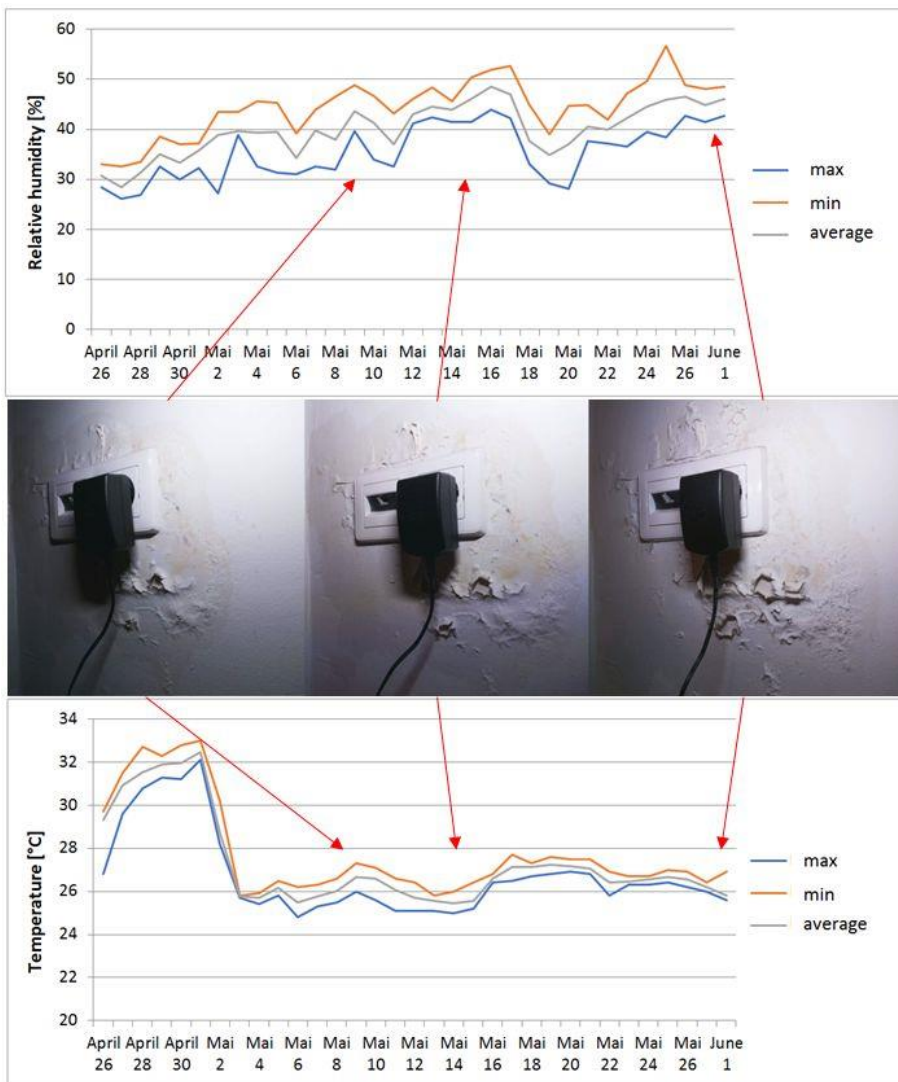 60
50
40
30
20
10
0
Relative humidity [%]
April April April Mai Mai Mai Mai Mai Mai Mai Mai Mai Mai Mai Mai Mai June
26 28 30 2 4 6 8 10 12 14 16 18 20 22 24 26 1
max
min
average
34
32
30
28
26
24
22
20
Temperature [°C]
April April April Mai Mai Mai Mai Mai Mai Mai Mai Mai Mai Mai Mai Mai June
26 28 30 2 4 6 8 10 12 14 16 18 20 22 24 26 1
max
min
average